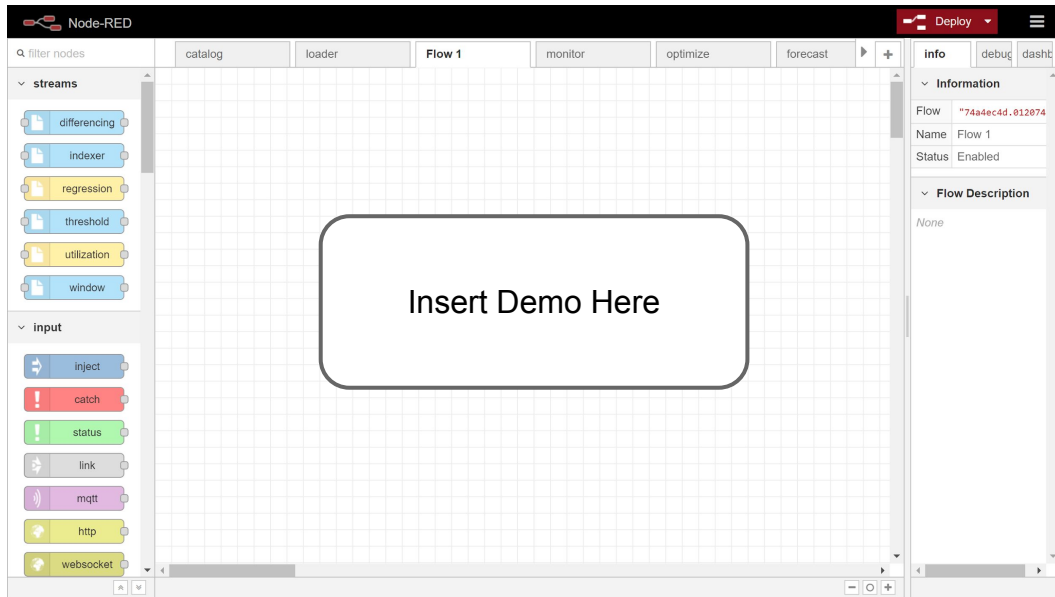 Node-RED
Deploy
filter nodes
catalog
loader
Flow 1
monitor
optimize
forecast
info
debug
dashb
streams
differencing
indexer
regression
threshold
utilization
window
input
inject
catch
status
link
mqtt
http
websocket
Insert Demo Here
Information
Flow "74a4ec4d.012074
Name Flow 1
Status Enabled
Flow Description
None